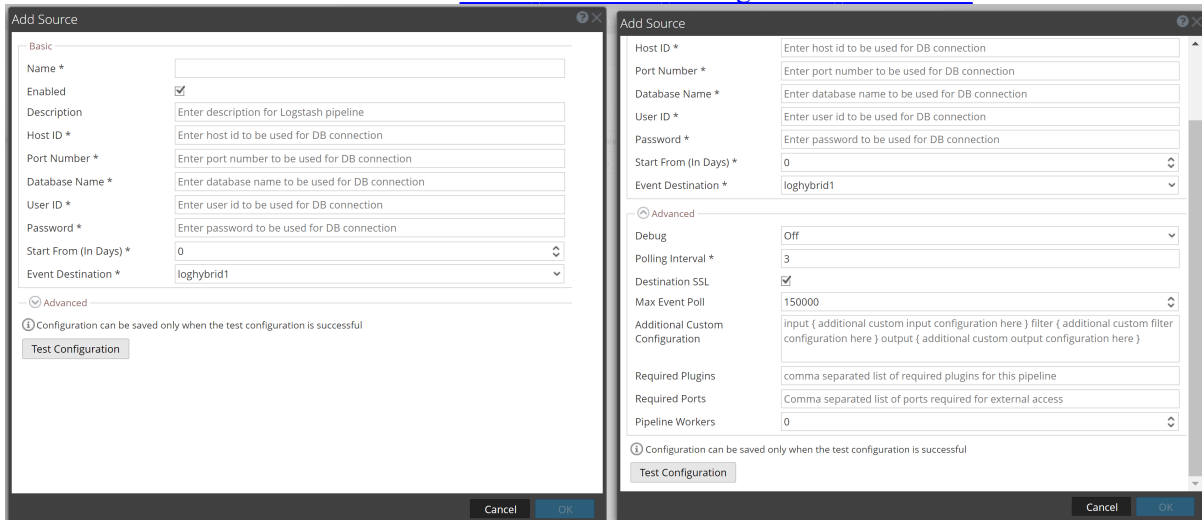 Add Source
Basic
Name *
Enabled
Description
Enter description for Logstash pipeline
Host ID *
Enter host id to be used for DB connection
Port Number *
Enter port number to be used for DB connection
Database Name *
Enter database name to be used for DB connection
User ID *
Enter user id to be used for DB connection
Password *
Enter password to be used for DB connection
Start From (In Days) *
0
Event Destination *
loghybrid1
Advanced
Configuration can be saved only when the test configuration is successful
Test Configuration
Cancel
OK
Add Source
Host ID *
Enter host id to be used for DB connection
Port Number *
Enter port number to be used for DB connection
Database Name *
Enter database name to be used for DB connection
User ID *
Enter user id to be used for DB connection
Password *
Enter password to be used for DB connection
Start From (In Days) *
0
Event Destination *
loghybrid1
Advanced
Debug
Off
Polling Interval *
3
Destination SSL
Max Event Poll
150000
Additional Custom
Configuration
input { additional custom input configuration here } filter { additional custom filter
configuration here } output { additional custom output configuration here }
Required Plugins
comma separated list of required plugins for this pipeline
Required Ports
Comma separated list of ports required for external access
Pipeline Workers
0
Configuration can be saved only when the test configuration is successful
Test Configuration
Cancel
OK